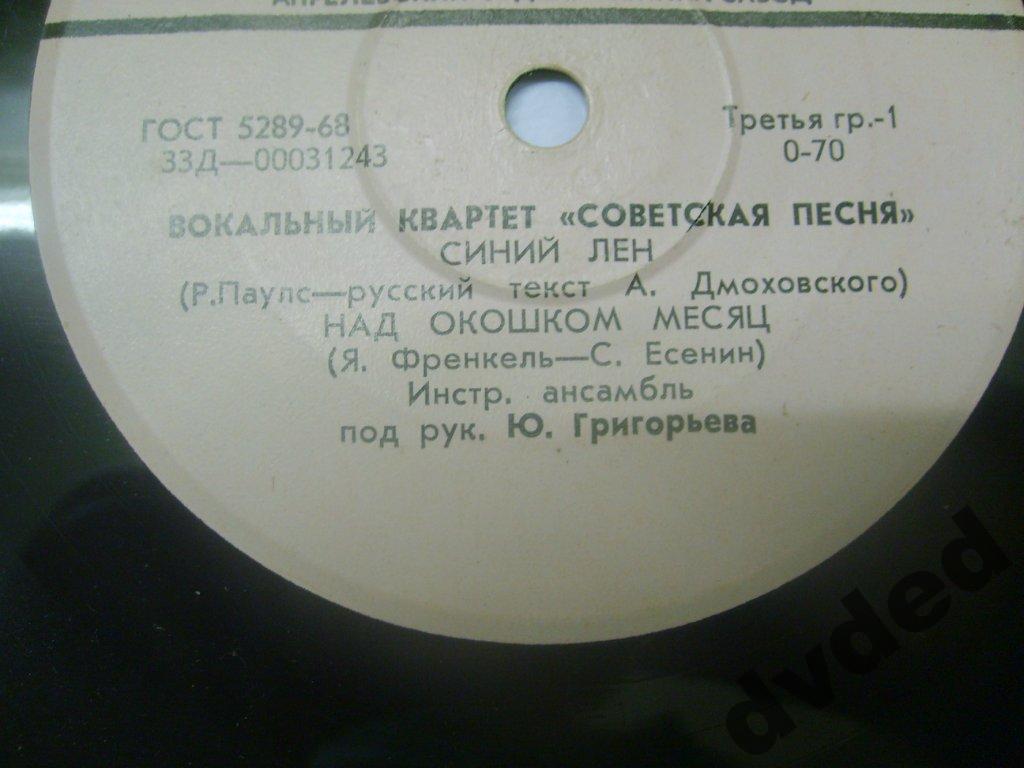 ГОСТ 5289-68
33Д—00031243
Третья гр.-1
0-70
ВОКАЛЬНЫЙ КВАРТЕТ «СОВЕТСКАЯ ПЕСНЯ»
СИНИЙ ЛЕН
(Р.Паулс—русский текст А. Дмоховского)
НАД ОКОШКОМ МЕСЯЦ
(Я. Френкель—С. Есенин)
Инстр. ансамбль
под рук. Ю. Григорьева
dvded